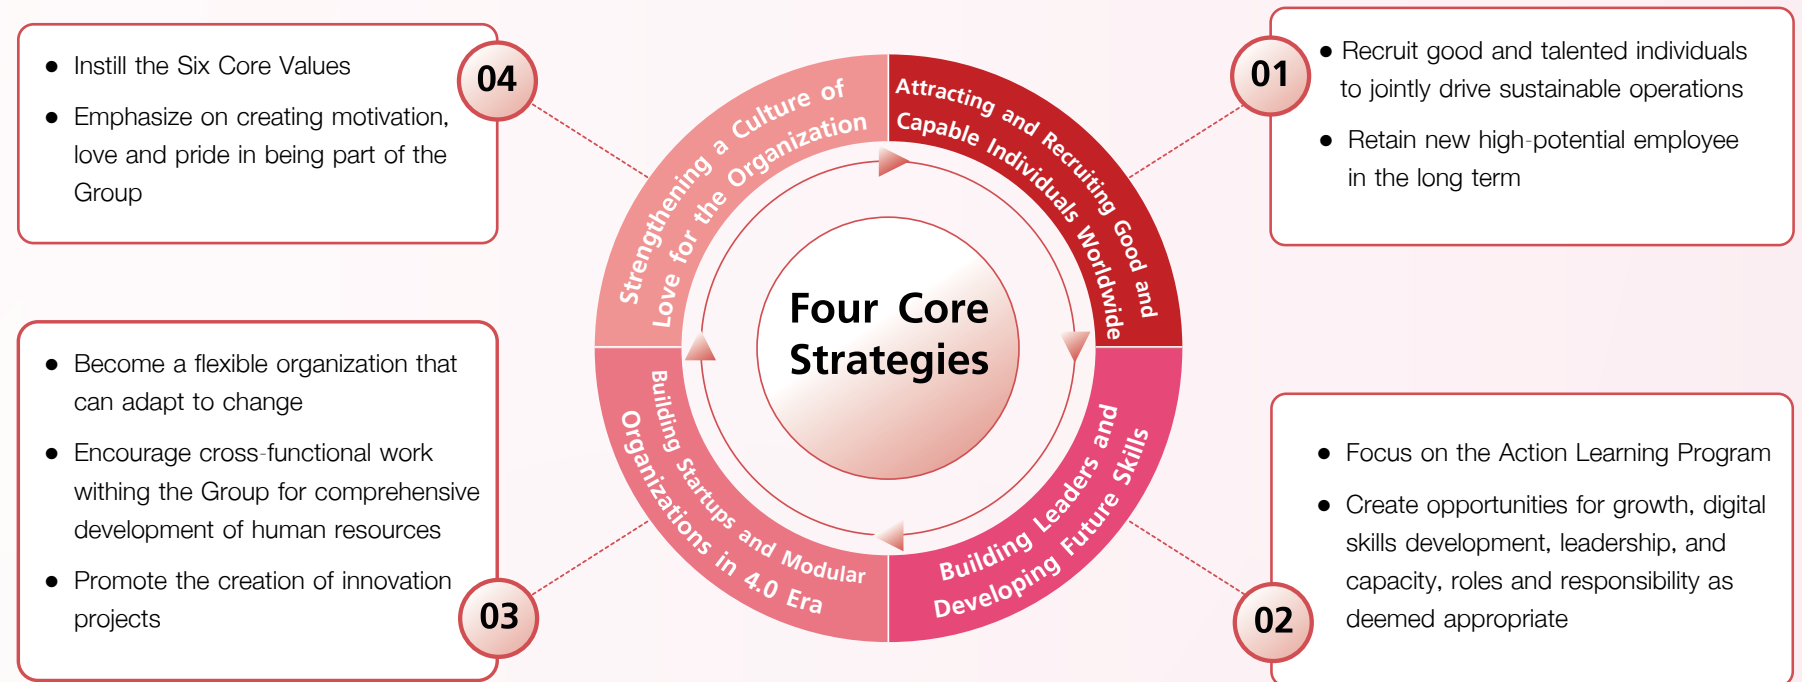 Four Core
Strategies
01
Attracting and Recruiting Good and
Capable Individuals Worldwide
● Recruit good and talented individuals
to jointly drive sustainable operations
● Retain new high-potential employee
in the long term
02
Building Leaders and
Developing Future Skills
● Focus on the Action Learning Program
● Create opportunities for growth, digital
skills development, leadership, and
capacity, roles and responsibility as
deemed appropriate
03
Building Startups and Modular
Organizations in 4.0 Era
● Become a flexible organization that
can adapt to change
● Encourage cross-functional work
withing the Group for comprehensive
development of human resources
● Promote the creation of innovation
projects
04
Strengthening a Culture of
Love for the Organization
● Instill the Six Core Values
● Emphasize on creating motivation,
love and pride in being part of the
Group